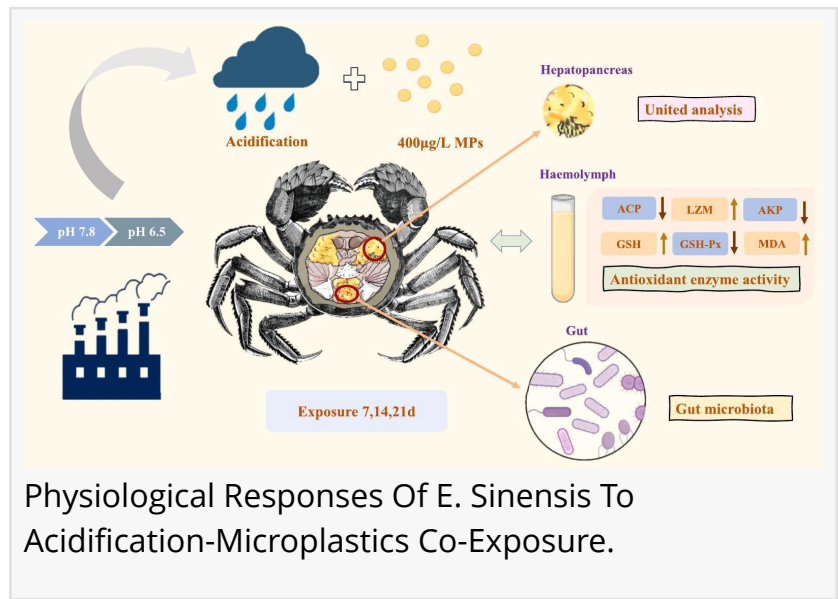 Hepatopancreas
United analysis
Acidification
400μg/L MPs
Haemolymph
ACP
LZM
AKP
pH 7.8
pH 6.5
GSH
GSH-Px
MDA
Antioxidant enzyme activity
Gut
Exposure 7,14,21d
Gut microbiota
Physiological Responses Of E. Sinensis To
Acidification-Microplastics Co-Exposure.